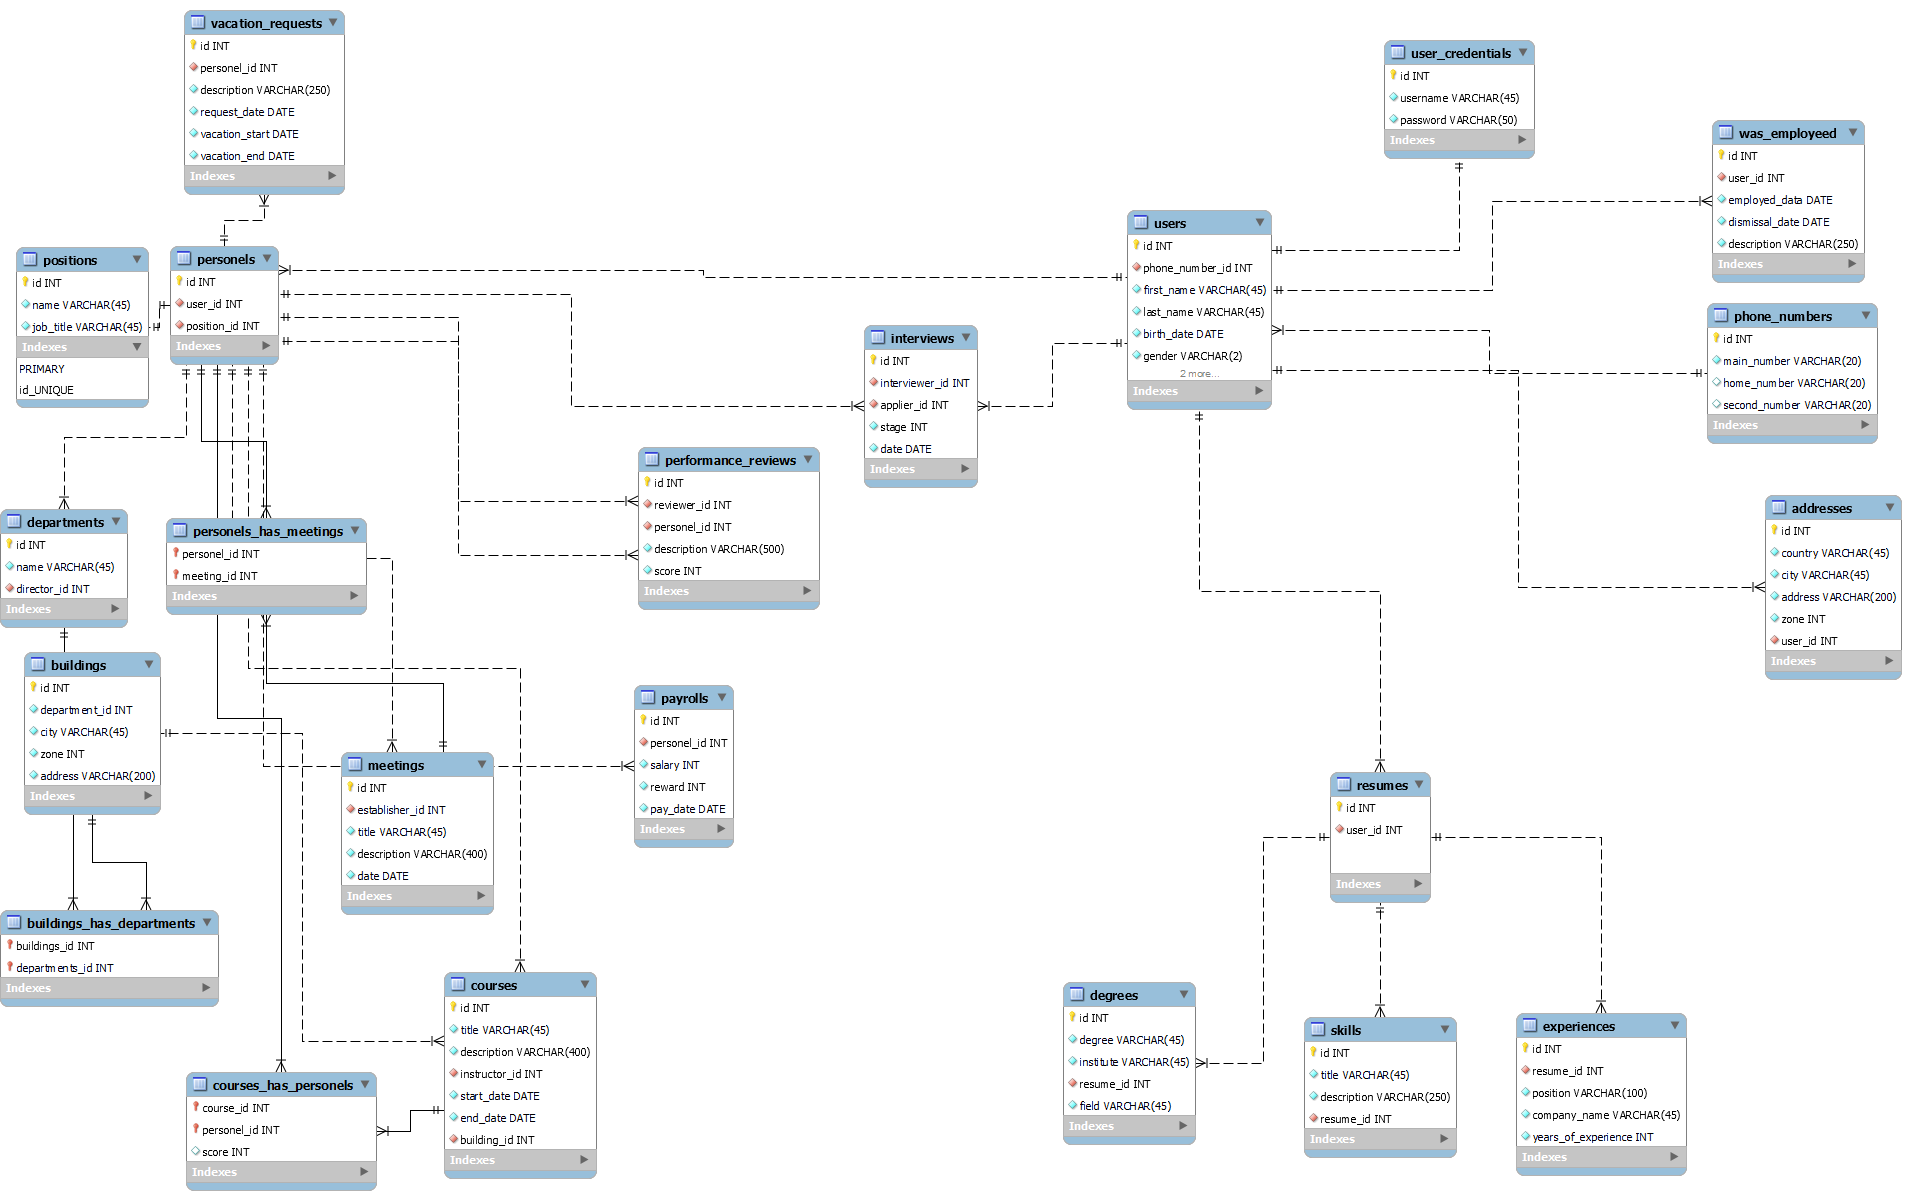 vacation_requests
id INT
personel_id INT
description VARCHAR(250)
request_date DATE
vacation_start DATE
vacation_end DATE
Indexes
positions
id INT
name VARCHAR(45)
job_title VARCHAR(45)
Indexes
PRIMARY
id_UNIQUE
personels
id INT
user_id INT
position_id INT
Indexes
departments
id INT
name VARCHAR(45)
director_id INT
Indexes
personels_has_meetings
personel_id INT
meeting_id INT
Indexes
buildings
id INT
department_id INT
city VARCHAR(45)
zone INT
address VARCHAR(200)
Indexes
buildings_has_departments
buildings_id INT
departments_id INT
Indexes
courses_has_personels
course_id INT
personel_id INT
score INT
Indexes
meetings
id INT
establisher_id INT
title VARCHAR(45)
description VARCHAR(400)
date DATE
Indexes
courses
id INT
title VARCHAR(45)
description VARCHAR(400)
instructor_id INT
start_date DATE
end_date DATE
building_id INT
Indexes
performance_reviews
id INT
reviewer_id INT
personel_id INT
description VARCHAR(500)
score INT
Indexes
payrolls
id INT
personel_id INT
salary INT
reward INT
pay_date DATE
Indexes
interviews
id INT
interviewer_id INT
applier_id INT
stage INT
date DATE
Indexes
users
id INT
phone_number_id INT
first_name VARCHAR(45)
last_name VARCHAR(45)
birth_date DATE
gender VARCHAR(2)
2 more...
Indexes
user_credentials
id INT
username VARCHAR(45)
password VARCHAR(50)
Indexes
was_employeed
id INT
user_id INT
employed_data DATE
dismissal_date DATE
description VARCHAR(250)
Indexes
phone_numbers
id INT
main_number VARCHAR(20)
home_number VARCHAR(20)
second_number VARCHAR(20)
Indexes
addresses
id INT
country VARCHAR(45)
city VARCHAR(45)
address VARCHAR(200)
zone INT
user_id INT
Indexes
resumes
id INT
user_id INT
Indexes
degrees
id INT
degree VARCHAR(45)
institute VARCHAR(45)
resume_id INT
field VARCHAR(45)
Indexes
skills
id INT
title VARCHAR(45)
description VARCHAR(250)
resume_id INT
Indexes
experiences
id INT
resume_id INT
position VARCHAR(100)
company_name VARCHAR(45)
years_of_experience INT
Indexes